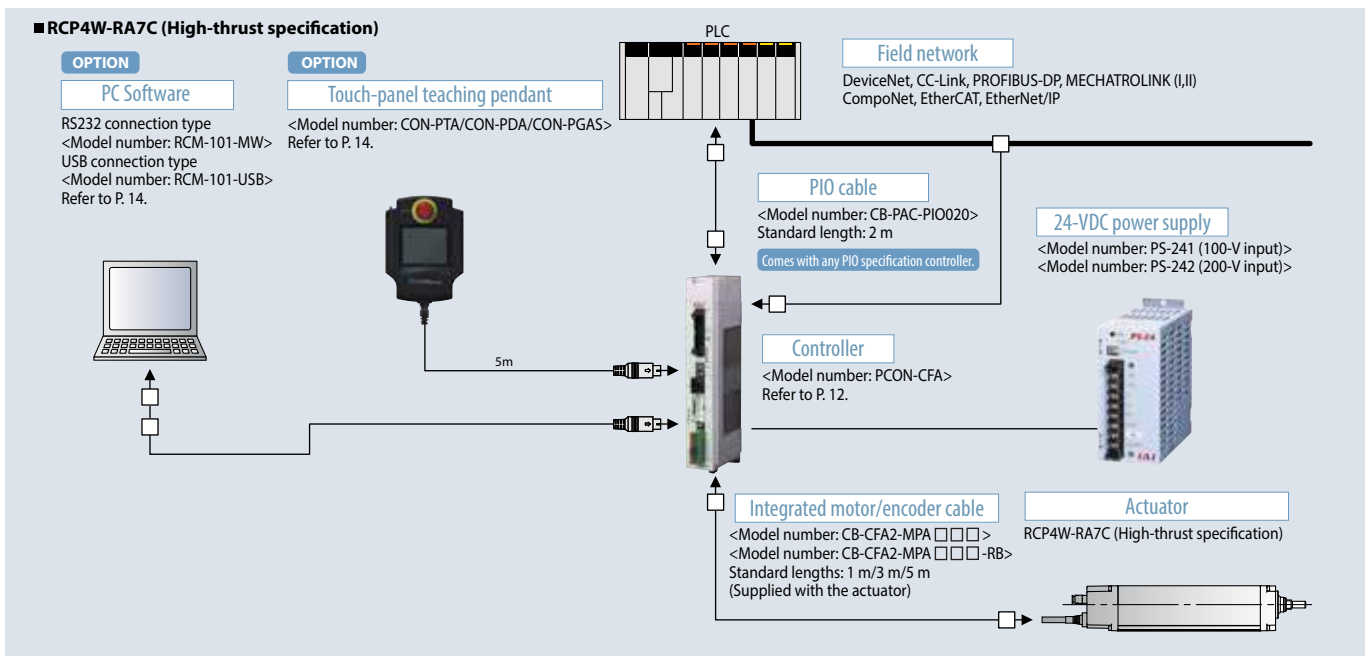 ■RCP4W-RA7C (High-thrust specification)
OPTION
PC Software
RS232 connection type
<Model number: RCM-101-MW>
USB connection type
<Model number: RCM-101-USB>
Refer to P. 14.
OPTION
Touch-panel teaching pendant
<Model number: CON-PTA/CON-PDA/CON-PGAS>
Refer to P. 14.
5m
PLC
Field network
DeviceNet, CC-Link, PROFIBUS-DP, MECHATROLINK (I,II)
CompoNet, EtherCAT, EtherNet/IP
PIO cable
<Model number: CB-PAC-PIO020>
Standard length: 2 m
Comes with any PIO specification controller.
24-VDC power supply
<Model number: PS-241 (100-V input)>
<Model number: PS-242 (200-V input)>
PS-24
Controller
<Model number: PCON-CFA>
Refer to P. 12.
Integrated motor/encoder cable
<Model number: CB-CFA2-MPA □□□>
<Model number: CB-CFA2-MPA □□□-RB>
Standard lengths: 1 m/3 m/5 m
(Supplied with the actuator)
Actuator
RCP4W-RA7C (High-thrust specification)